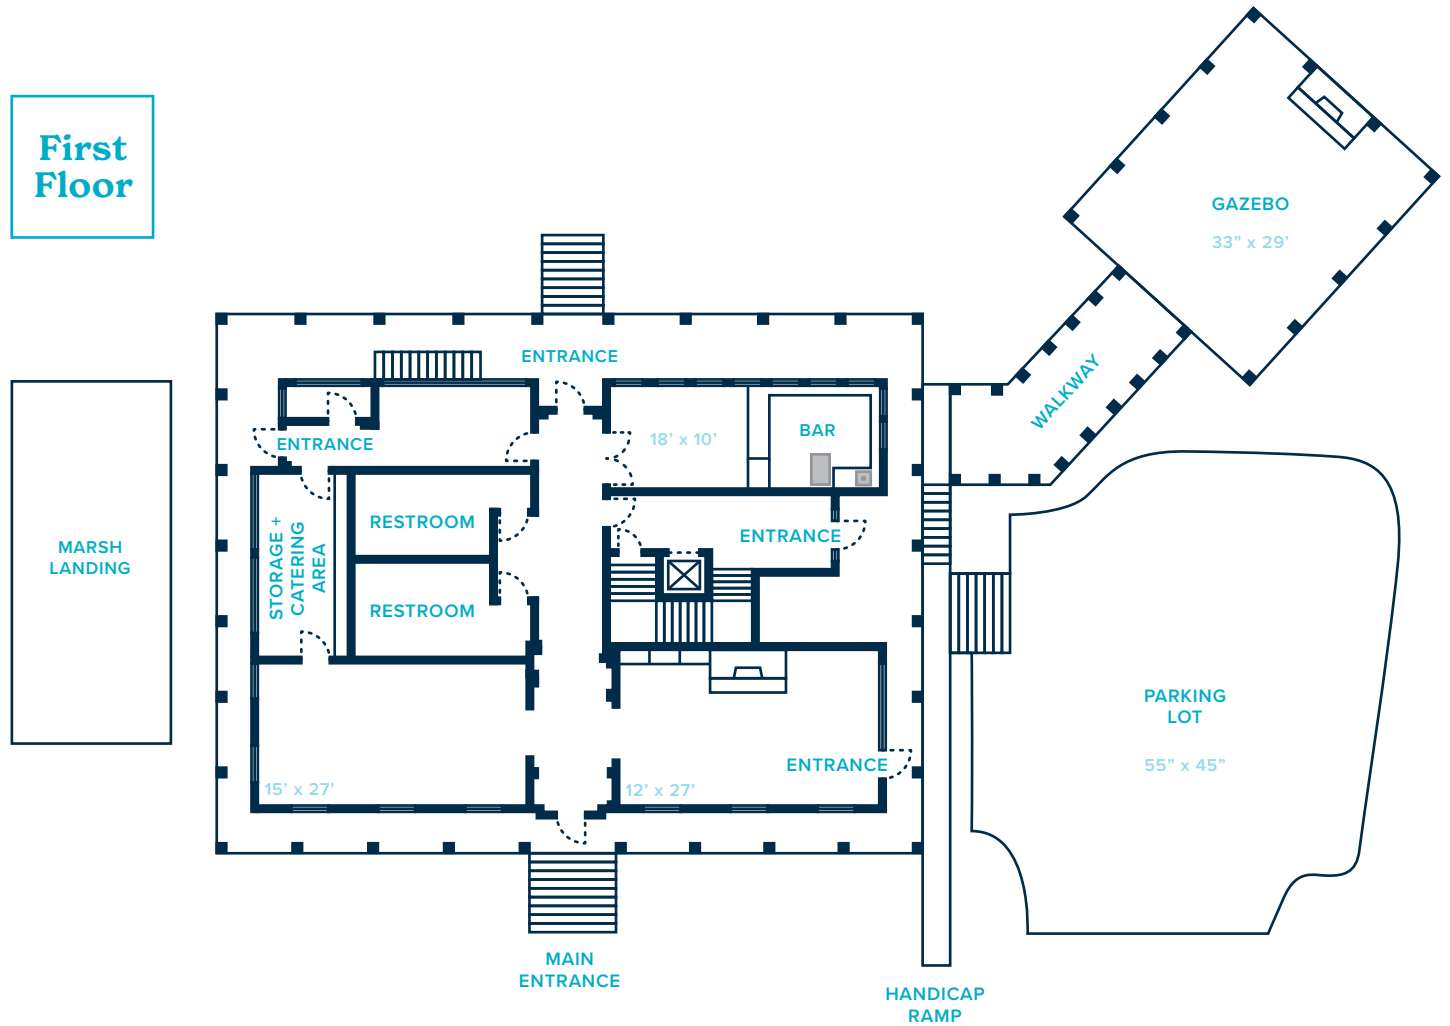 First
Floor
GAZEBO
33” x 29’
ENTRANCE
WALKWAY
18’ x 10’
BAR
ENTRANCE
RESTROOM
ENTRANCE
MARSH
LANDING
STORAGE +
CATERING
AREA
RESTROOM
PARKING
LOT
55” x 45”
ENTRANCE
15’ x 27’
12’ x 27’
MAIN
ENTRANCE
HANDICAP
RAMP